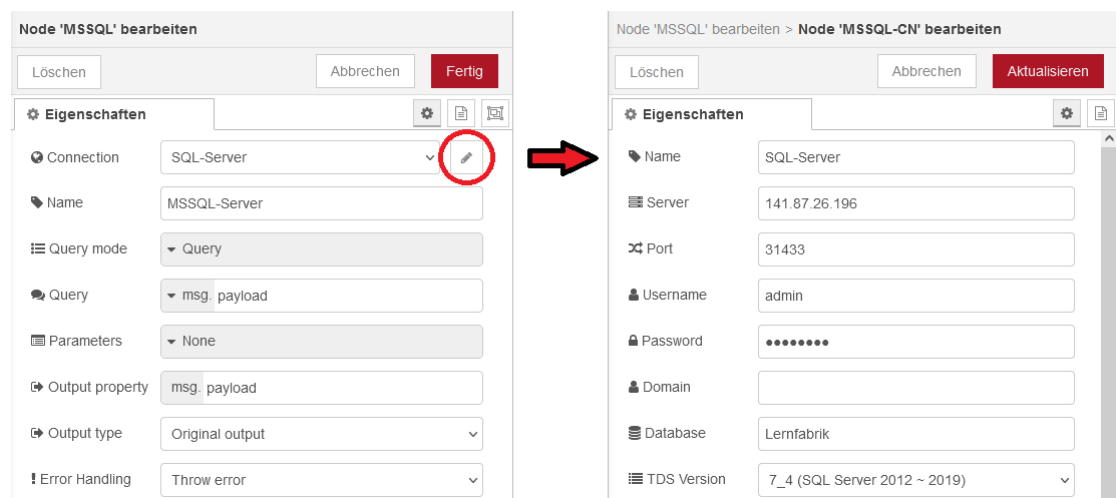 Node 'MSSQL' bearbeiten
Löschen Abbrechen Fertig
Eigenschaften
Connection SQL-Server
Name MSSQL-Server
Query mode Query
Query msg. payload
Parameters None
Output property msg. payload
Output type Original output
Error Handling Throw error
Node 'MSSQL' bearbeiten > Node 'MSSQL-CN' bearbeiten
Löschen Abbrechen Aktualisieren
Eigenschaften
Name SQL-Server
Server 141.87.26.196
Port 31433
Username admin
Password ••••••••
Domain
Database Lernfabrik
TDS Version 7_4 (SQL Server 2012 ~ 2019)